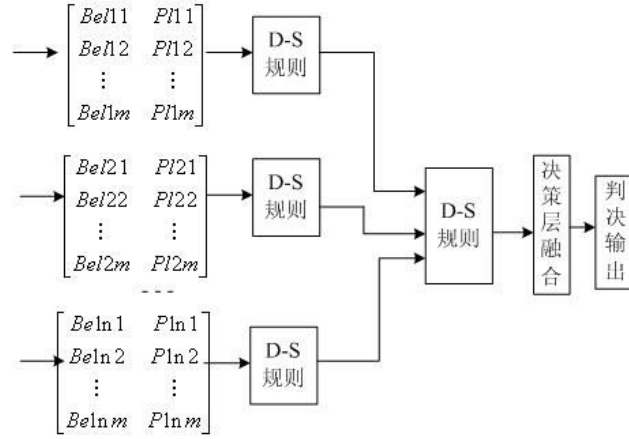 Bel11 Pl11
Bel12 Pl12
⋮ ⋮
Bel1m Pl1m
D-S
规则
Bel21 Pl21
Bel22 Pl22
⋮ ⋮
Bel2m Pl2m
D-S
规则
- - -
Beln1 Pln1
Beln2 Pln2
⋮ ⋮
Belnm Plnm
D-S
规则
D-S
规则
决策层融合
判决输出